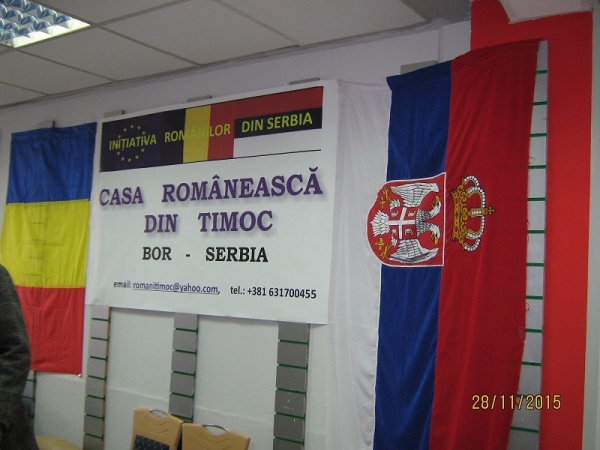 INIȚIATIVA ROMÂNILOR DIN SERBIA
CASA ROMÂNEASCĂ
DIN TIMOC
BOR - SERBIA
email: romanitimoc@yahoo.com, tel.: +381 631700455
28/11/2015